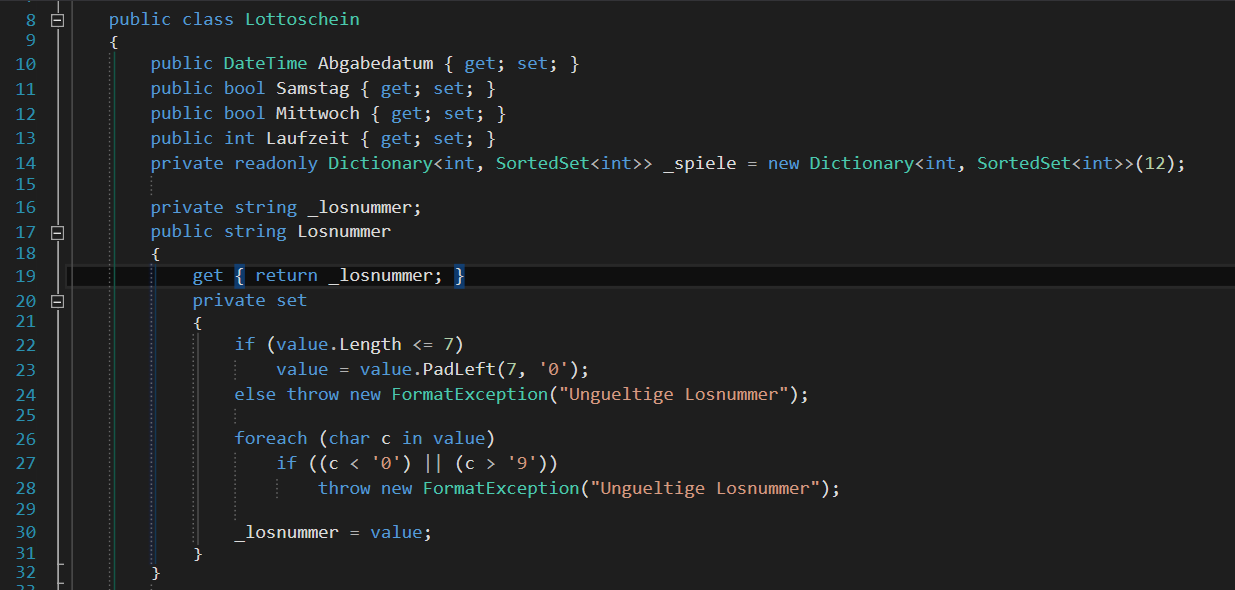 8 public class Lottoschein
9 {
10 public DateTime Abgabedatum { get; set; }
11 public bool Samstag { get; set; }
12 public bool Mittwoch { get; set; }
13 public int Laufzeit { get; set; }
14 private readonly Dictionary<int, SortedSet<int>> _spiele = new Dictionary<int, SortedSet<int>>(12);
15
16 private string _losnummer;
17 public string Losnummer
18 {
19 get { return _losnummer; }
20 private set
21 {
22 if (value.Length <= 7)
23 value = value.PadLeft(7, '0');
24 else throw new FormatException("Ungueltige Losnummer");
25
26 foreach (char c in value)
27 if ((c < '0') || (c > '9'))
28 throw new FormatException("Ungueltige Losnummer");
29
30 _losnummer = value;
31 }
32 }